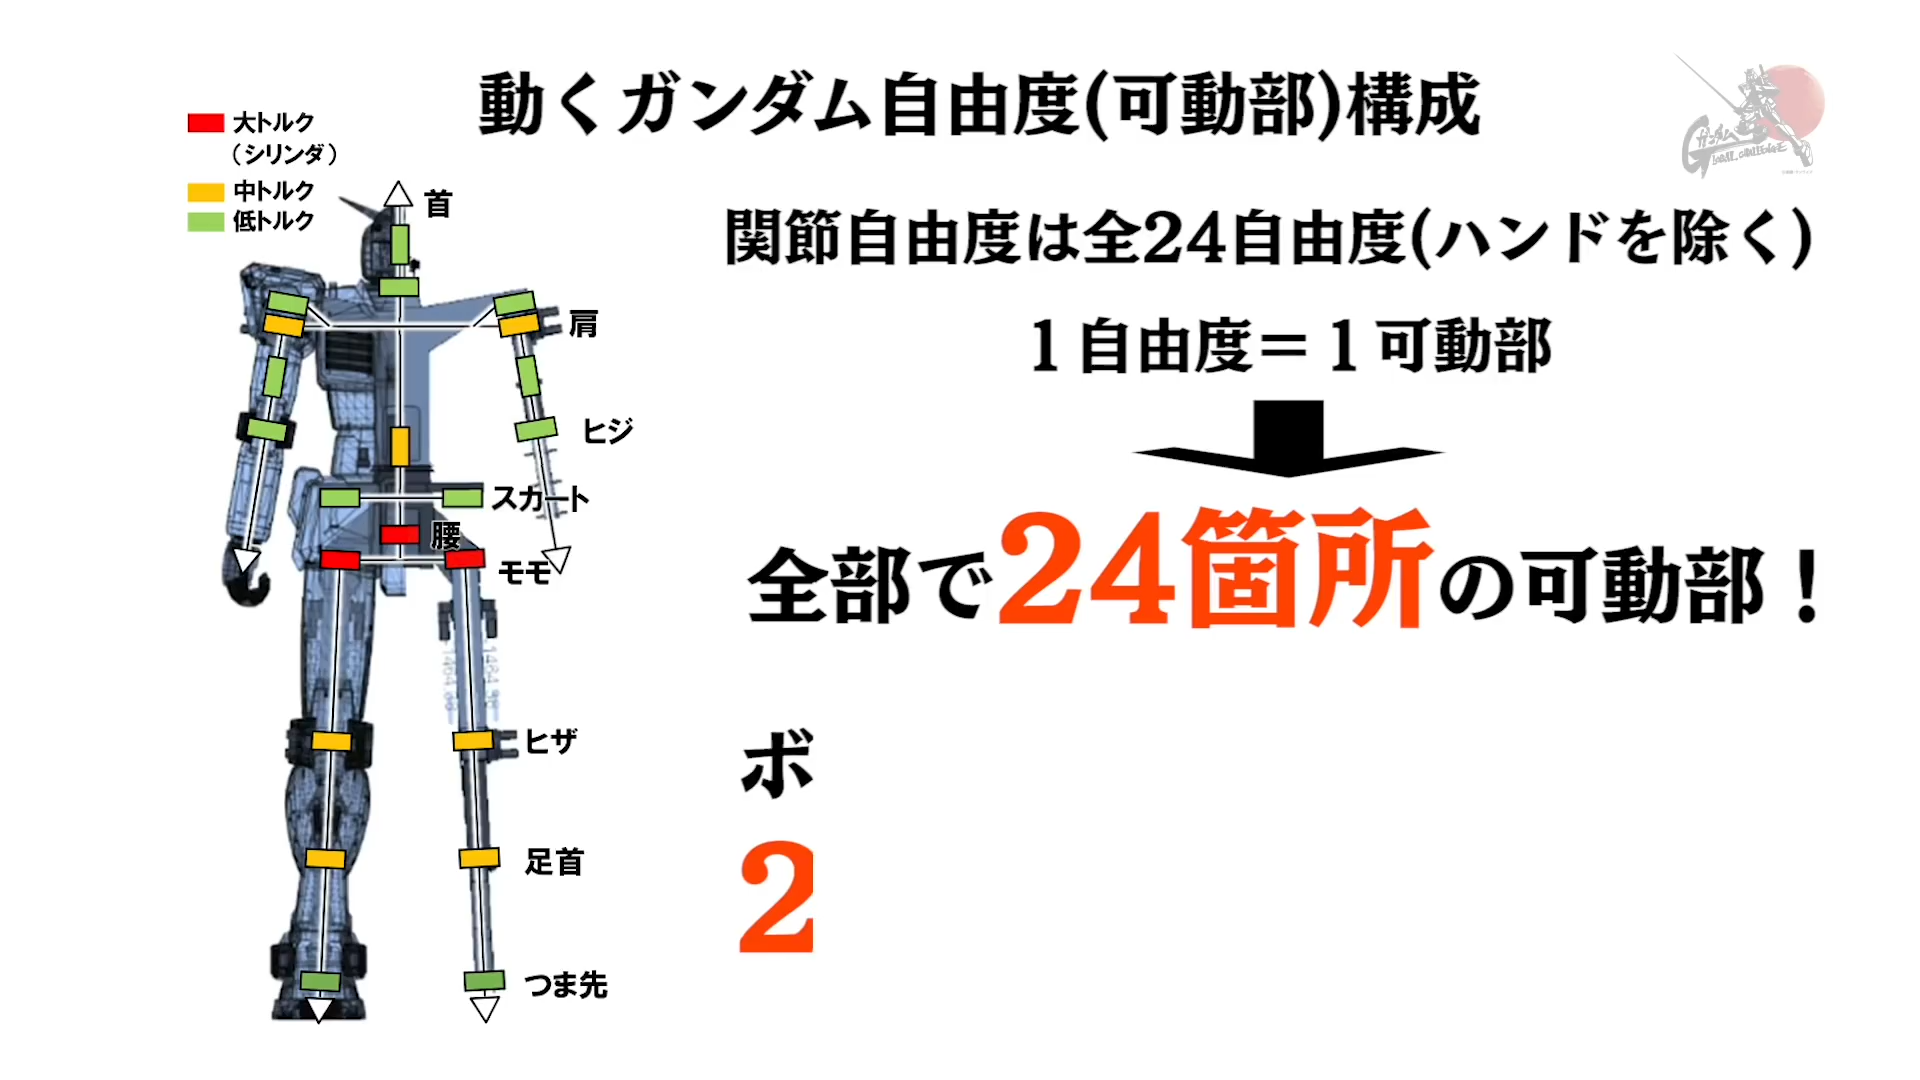 動くガンダム自由度(可動部)構成
大トルク
（シリンダ）
中トルク
低トルク
首
肩
ヒジ
スカート
腰
モモ
ヒザ
足首
つま先
関節自由度は全24自由度(ハンドを除く)
１自由度＝１可動部
全部で24箇所の可動部！
ボ
2